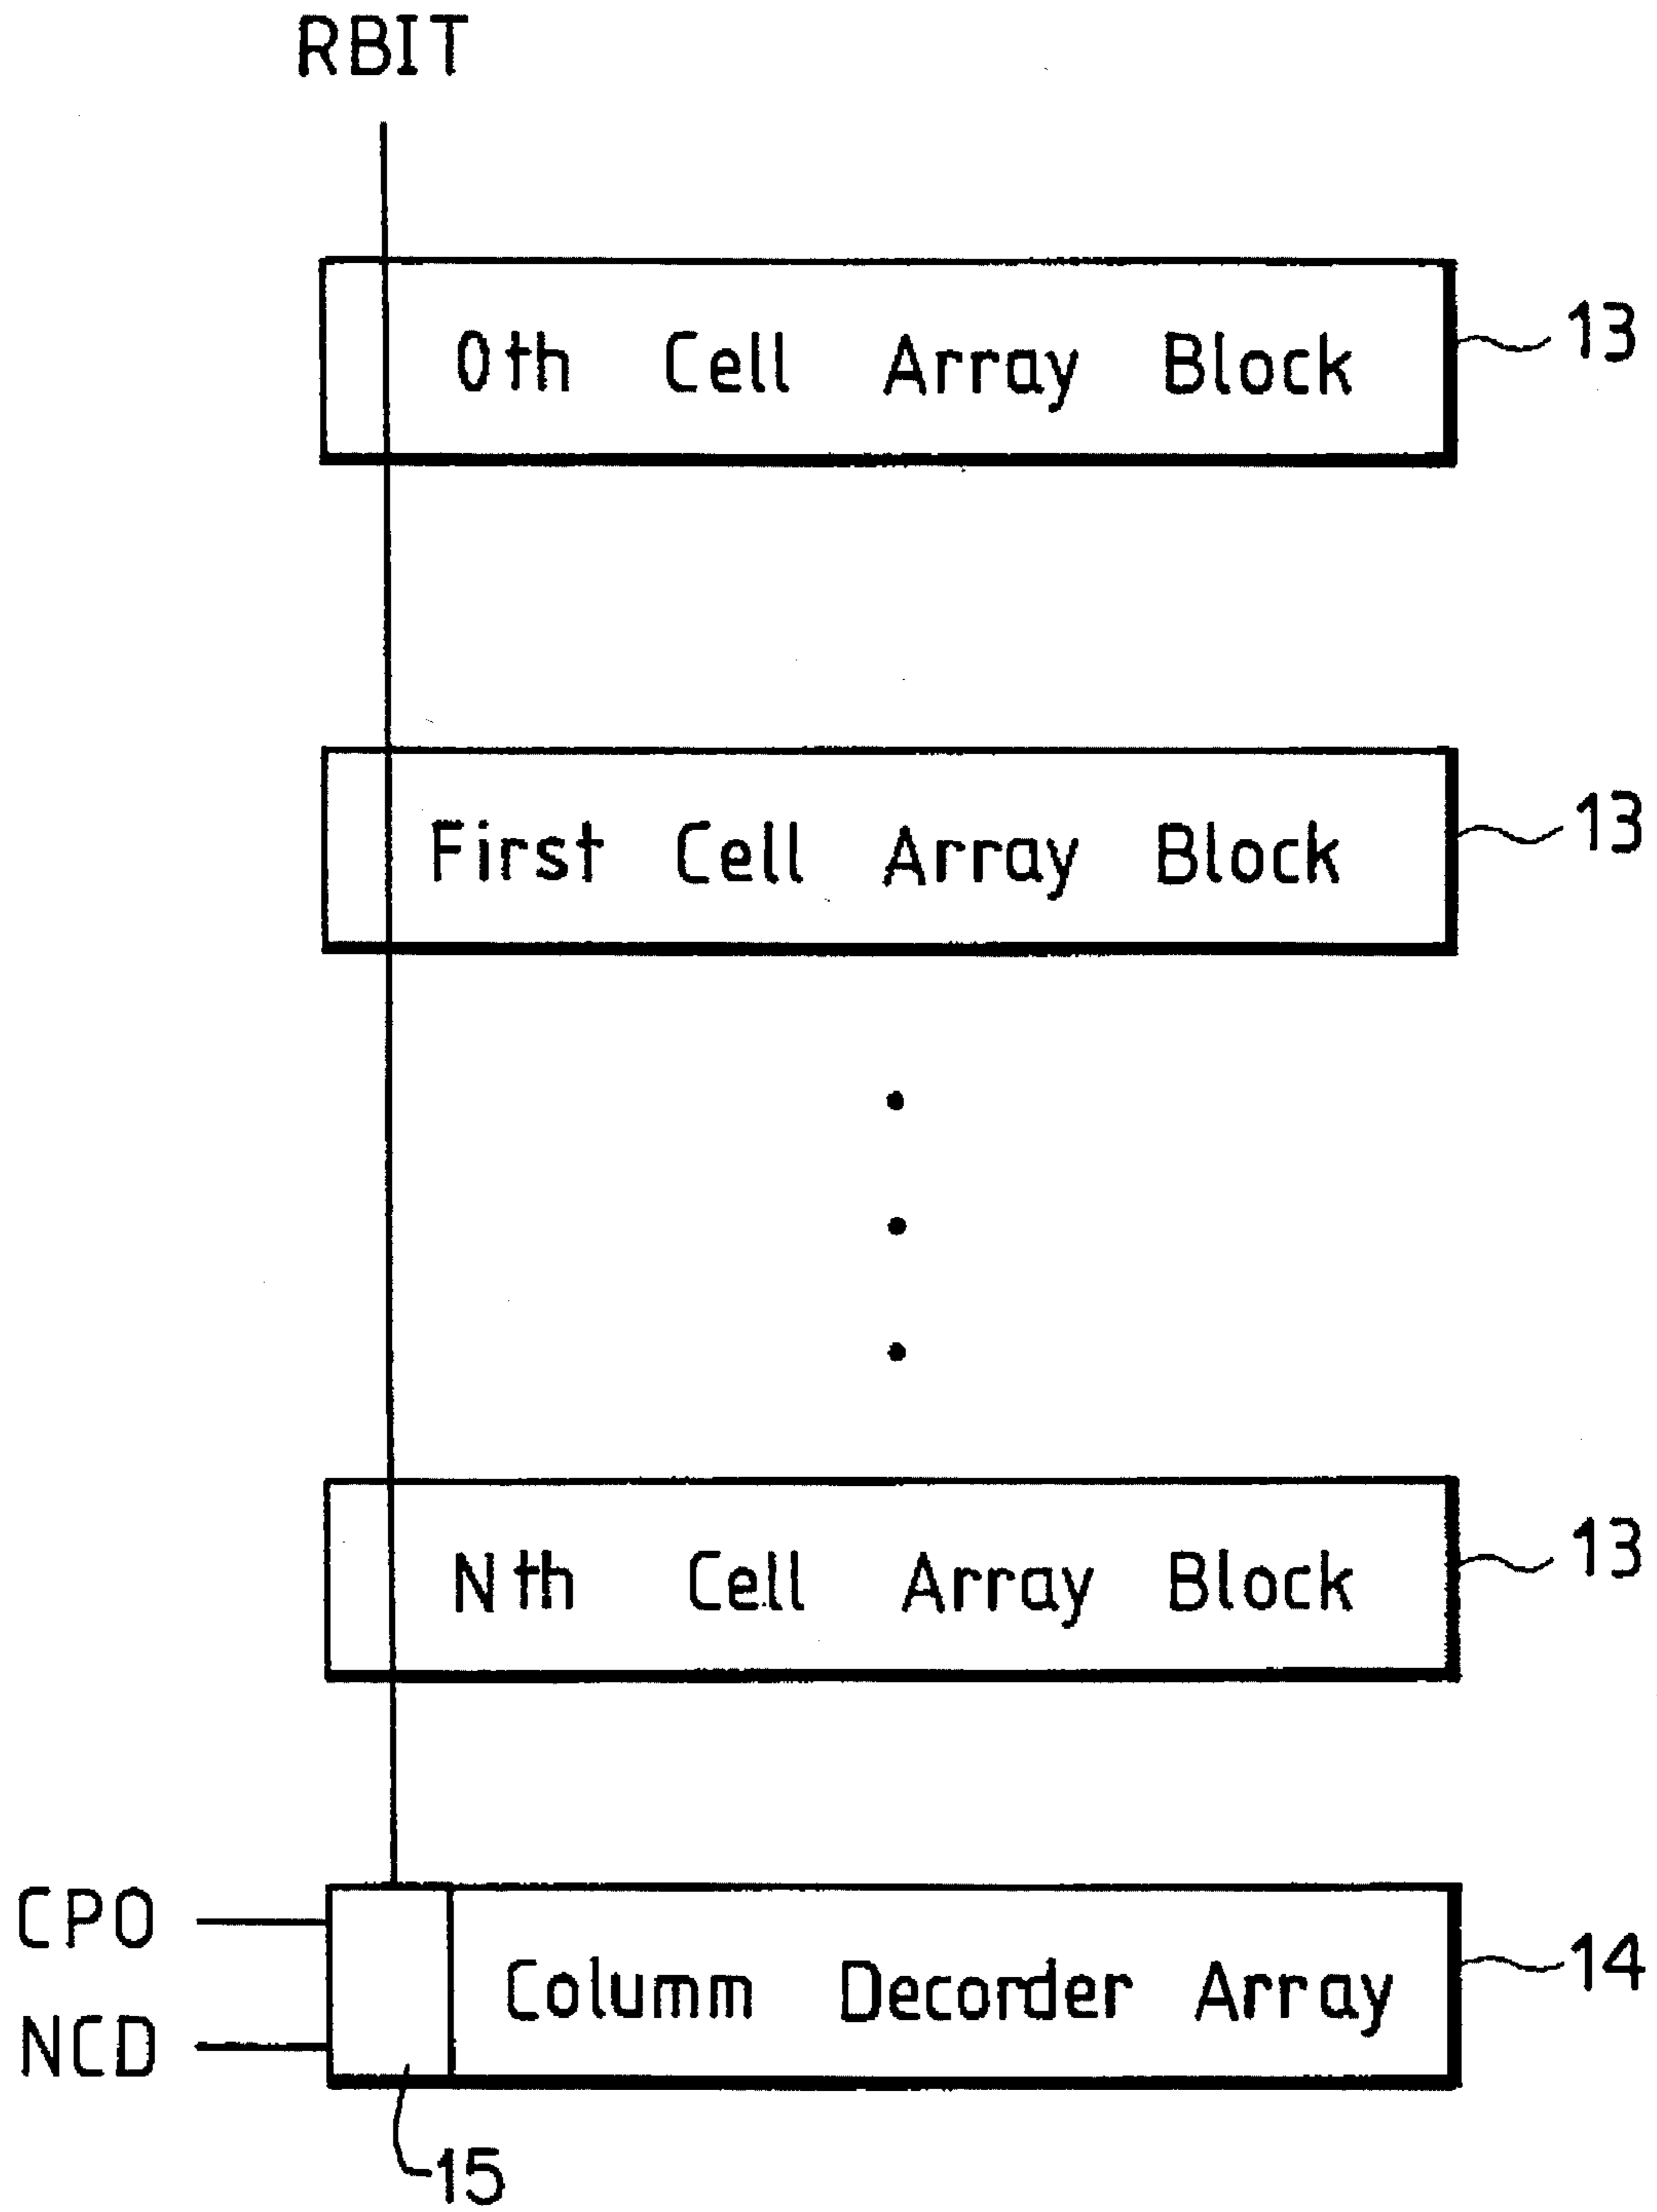 RBIT
0th Cell Array Block
13
First Cell Array Block
13
Nth Cell Array Block
13
CPO
NCD
Columm Decorder Array
14
15